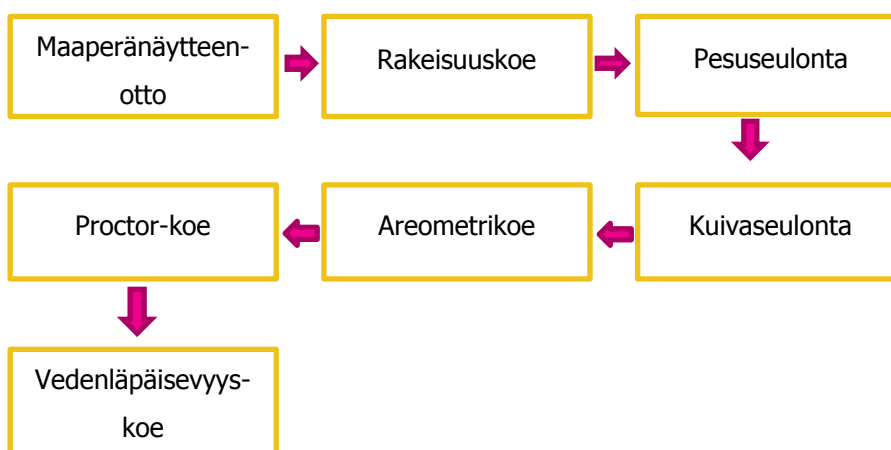 Maaperänäytteen-
otto
Rakeisuuskoe
Pesuseulonta
Kuivaseulonta
Areometrikoe
Proctor-koe
Vedenläpäisevyys-
koe